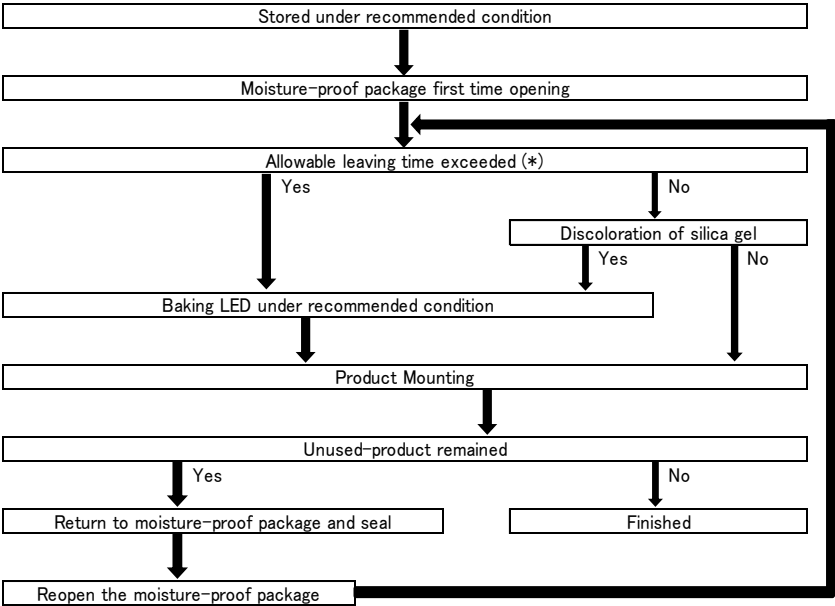 Stored under recommended condition
Moisture-proof package first time opening
Allowable leaving time exceeded (*)
Yes
No
Discoloration of silica gel
Yes
No
Baking LED under recommended condition
Product Mounting
Unused-product remained
Yes
No
Return to moisture-proof package and seal
Finished
Reopen the moisture-proof package